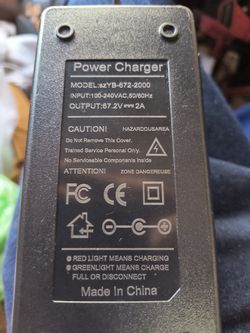 Power Charger
MODEL:szYB-672-2000
INPUT:100-240VAC,50/60Hz
OUTPUT:67.2V⎓2A
CAUTION! HAZARDOUSAREA
Do Not Remove This Cover.
Trained Service Personal Only.
No Serviceable Components Inside.
ATTENTION! ZONE DANGEREUSE
FC CE
- +
RED LIGHT MEANS CHARGING
GREENLIGHT MEANS CHARGE
FULL OR DISCONNECT
Made In China